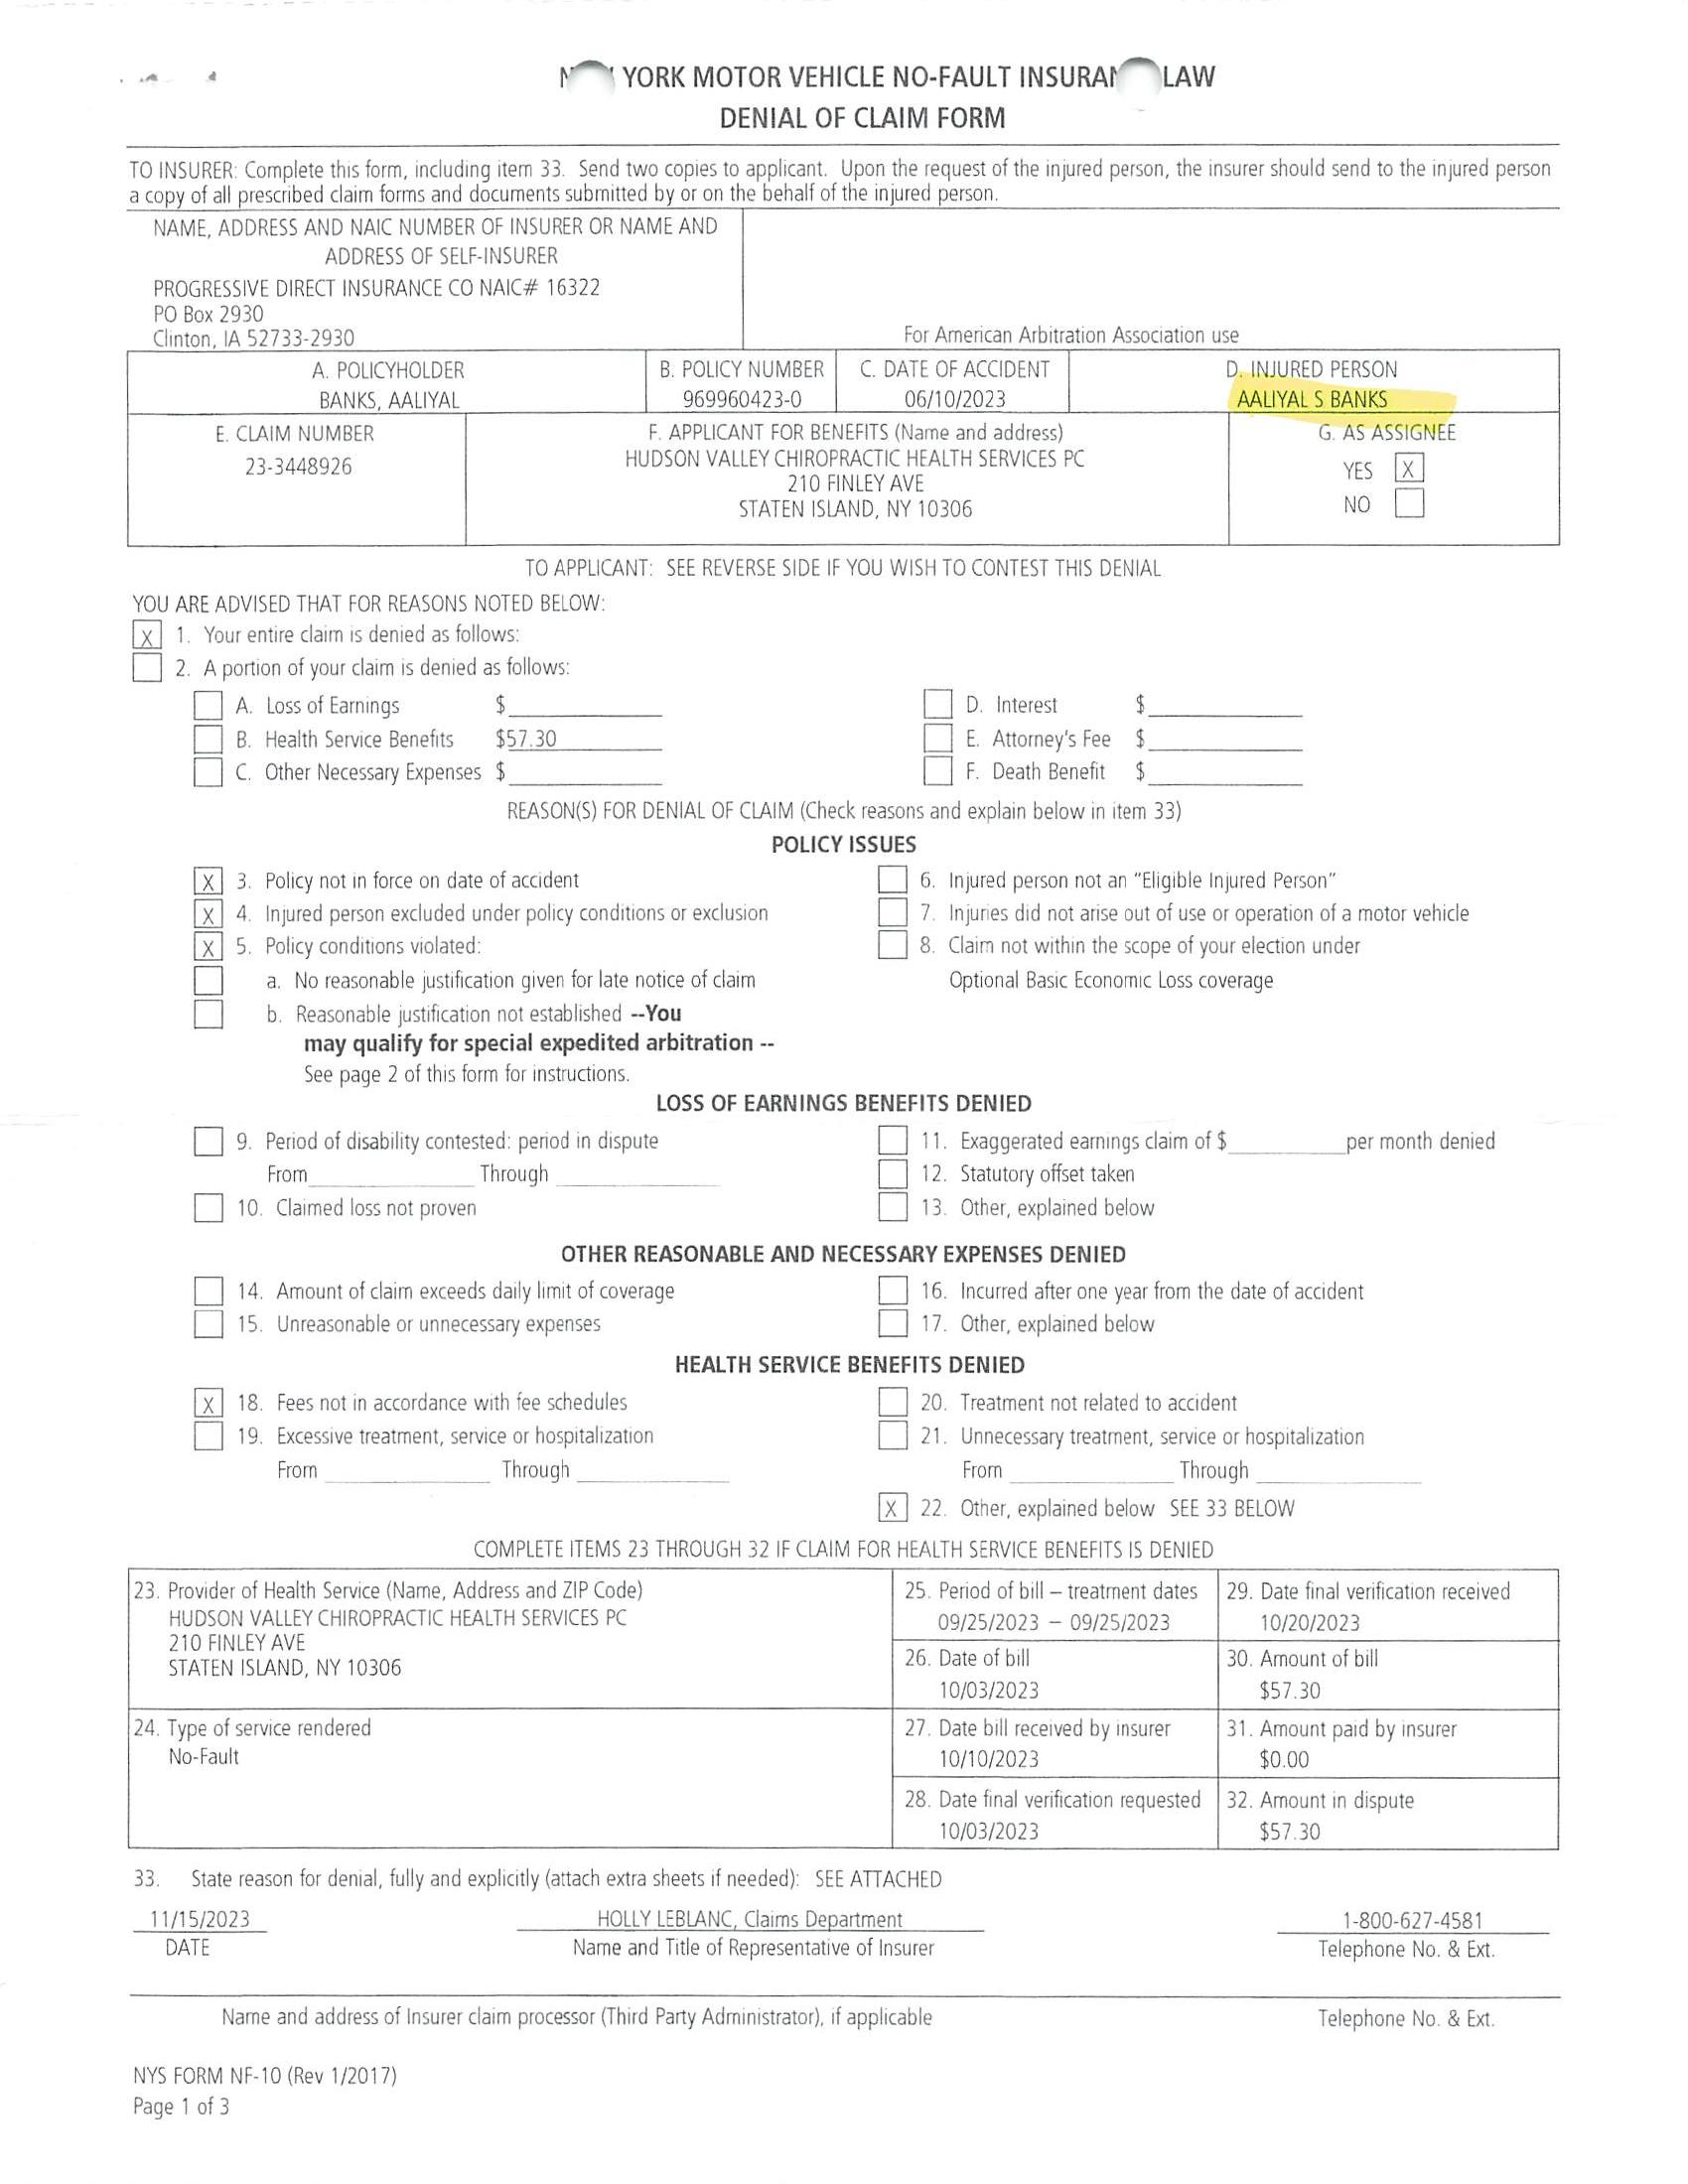 YORK MOTOR VEHICLE NO-FAULT LAW
DENIAL OF CLAIM FORM
TO INSURER: Complete this form, including item 33. Send two copies to applicant. Upon the request of the injured person, the insurer should send to the injured person
a copy of all prescribed claim forms and documents submitted by or on the behalf of the injured person.
NAME, ADDRESS AND NAIC NUMBER OF INSURER OR NAME AND
ADDRESS OF SELF-INSURER
PROGRESSIVE DIRECT INSURANCE CO NAIC# 16322
PO Box 2930
Clinton, IA 52733-2930
For American Arbitration Association use
A. POLICYHOLDER
BANKS, AALIYAL
B. POLICY NUMBER
969960423-0
C. DATE OF ACCIDENT
06/10/2023
D. INJURED PERSON
AALIYAL S BANKS
E. CLAIM NUMBER
23-3448926
F. APPLICANT FOR BENEFITS (Name and address)
HUDSON VALLEY CHIROPRACTIC HEALTH SERVICES PC
210 FINLEY AVE
STATEN ISLAND, NY 10306
G. AS ASSIGNEE
YES X
NO
TO APPLICANT: SEE REVERSE SIDE IF YOU WISH TO CONTEST THIS DENIAL
YOU ARE ADVISED THAT FOR REASONS NOTED BELOW:
X 1. Your entire claim is denied as follows:
2. A portion of your claim is denied as follows:
A. Loss of Earnings $
B. Health Service Benefits $57.30
C. Other Necessary Expenses $
D. Interest $
E. Attorney's Fee $
F. Death Benefit $
REASON(S) FOR DENIAL OF CLAIM (Check reasons and explain below in item 33)
POLICY ISSUES
X 3. Policy not in force on date of accident
X 4. Injured person excluded under policy conditions or exclusion
X 5. Policy conditions violated:
a. No reasonable justification given for late notice of claim
b. Reasonable justification not established --You
may qualify for special expedited arbitration --
See page 2 of this form for instructions.
6. Injured person not an "Eligible Injured Person"
7. Injuries did not arise out of use or operation of a motor vehicle
8. Claim not within the scope of your election under
Optional Basic Economic Loss coverage
LOSS OF EARNINGS BENEFITS DENIED
9. Period of disability contested: period in dispute
From Through
10. Claimed loss not proven
11. Exaggerated earnings claim of $ per month denied
12. Statutory offset taken
13. Other, explained below
OTHER REASONABLE AND NECESSARY EXPENSES DENIED
14. Amount of claim exceeds daily limit of coverage
15. Unreasonable or unnecessary expenses
16. Incurred after one year from the date of accident
17. Other, explained below
HEALTH SERVICE BENEFITS DENIED
X 18. Fees not in accordance with fee schedules
19. Excessive treatment, service or hospitalization
From Through
20. Treatment not related to accident
21. Unnecessary treatment, service or hospitalization
From Through
X 22. Other, explained below SEE 33 BELOW
COMPLETE ITEMS 23 THROUGH 32 IF CLAIM FOR HEALTH SERVICE BENEFITS IS DENIED
23. Provider of Health Service (Name, Address and ZIP Code)
HUDSON VALLEY CHIROPRACTIC HEALTH SERVICES PC
210 FINLEY AVE
STATEN ISLAND, NY 10306
24. Type of service rendered
No-Fault
25. Period of bill – treatment dates
09/25/2023 – 09/25/2023
26. Date of bill
10/03/2023
27. Date bill received by insurer
10/10/2023
28. Date final verification requested
10/03/2023
29. Date final verification received
10/20/2023
30. Amount of bill
$57.30
31. Amount paid by insurer
$0.00
32. Amount in dispute
$57.30
33. State reason for denial, fully and explicitly (attach extra sheets if needed): SEE ATTACHED
11/15/2023
DATE
HOLLY LEBLANC, Claims Department
Name and Title of Representative of Insurer
1-800-627-4581
Telephone No. & Ext.
Name and address of Insurer claim processor (Third Party Administrator), if applicable
Telephone No. & Ext.
NYS FORM NF-10 (Rev 1/2017)
Page 1 of 3